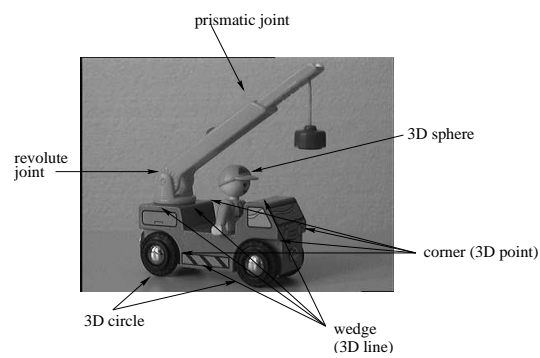 prismatic joint
3D sphere
revolute
joint
corner (3D point)
3D circle
wedge
(3D line)